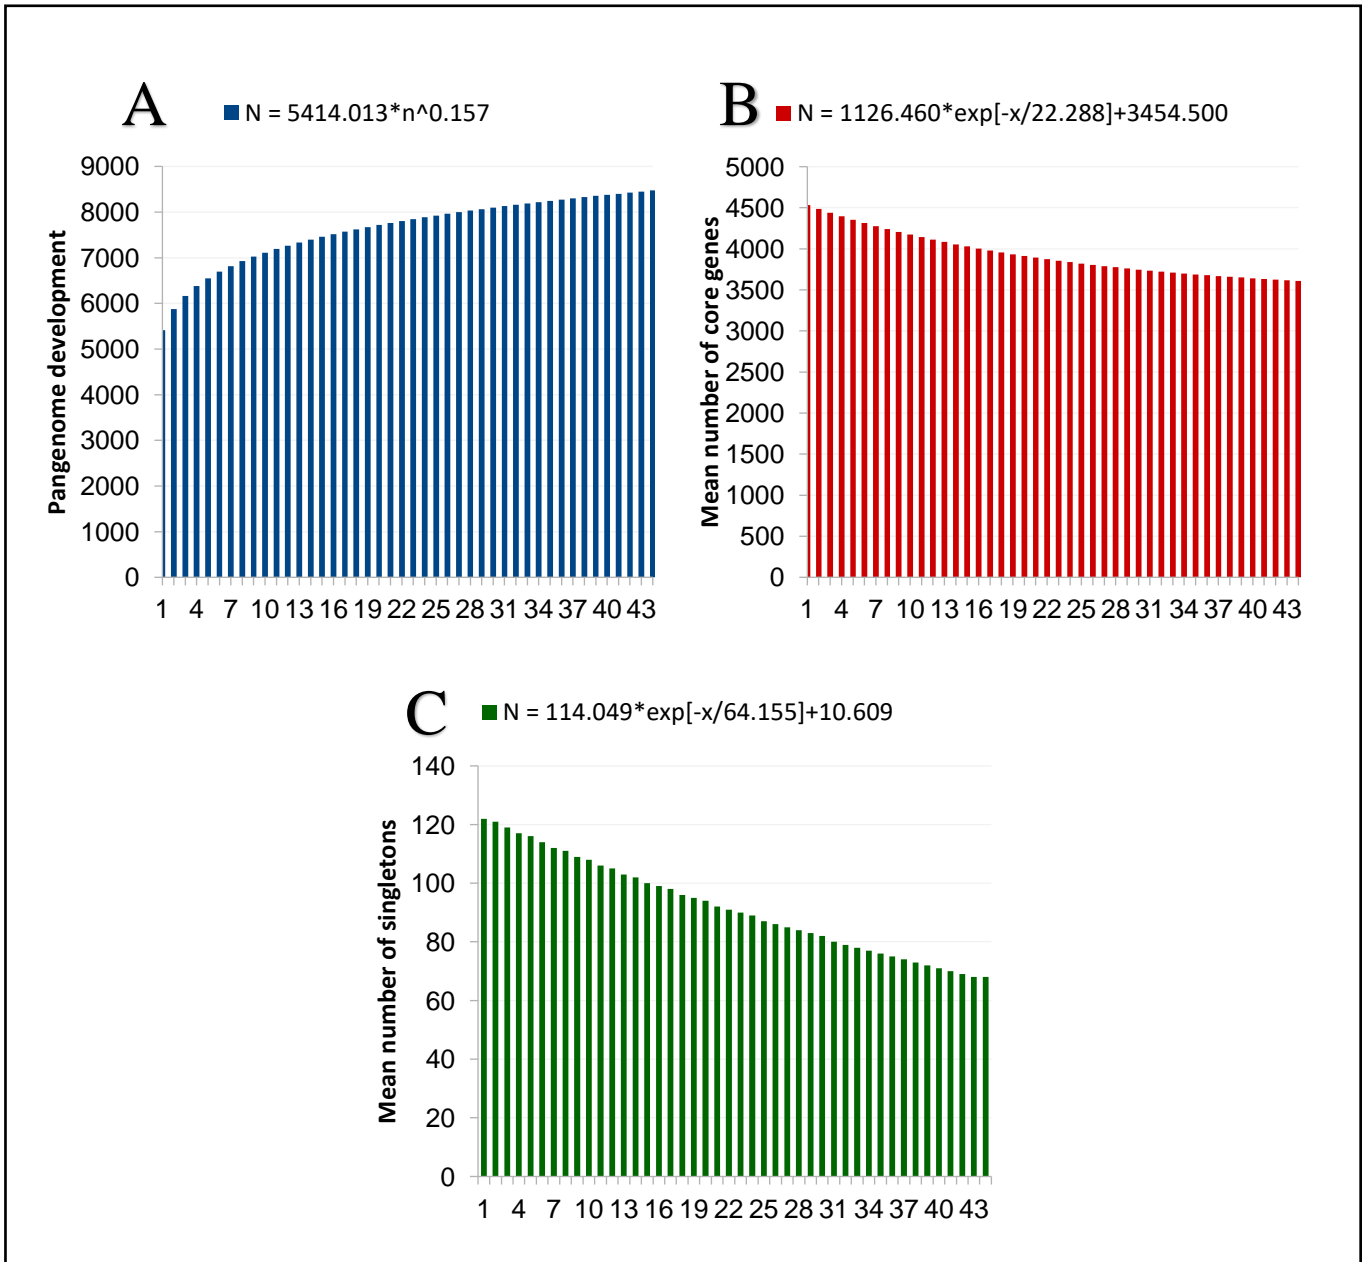 A
N = 5414.013*n^0.157
9000
8000
7000
6000
5000
4000
3000
2000
1000
0
Pangenome development
1 4 7 10 13 16 19 22 25 28 31 34 37 40 43
B
N = 1126.460*exp[-x/22.288]+3454.500
5000
4500
4000
3500
3000
2500
2000
1500
1000
500
0
Mean number of core genes
1 4 7 10 13 16 19 22 25 28 31 34 37 40 43
C
N = 114.049*exp[-x/64.155]+10.609
140
120
100
80
60
40
20
0
Mean number of singletons
1 4 7 10 13 16 19 22 25 28 31 34 37 40 43